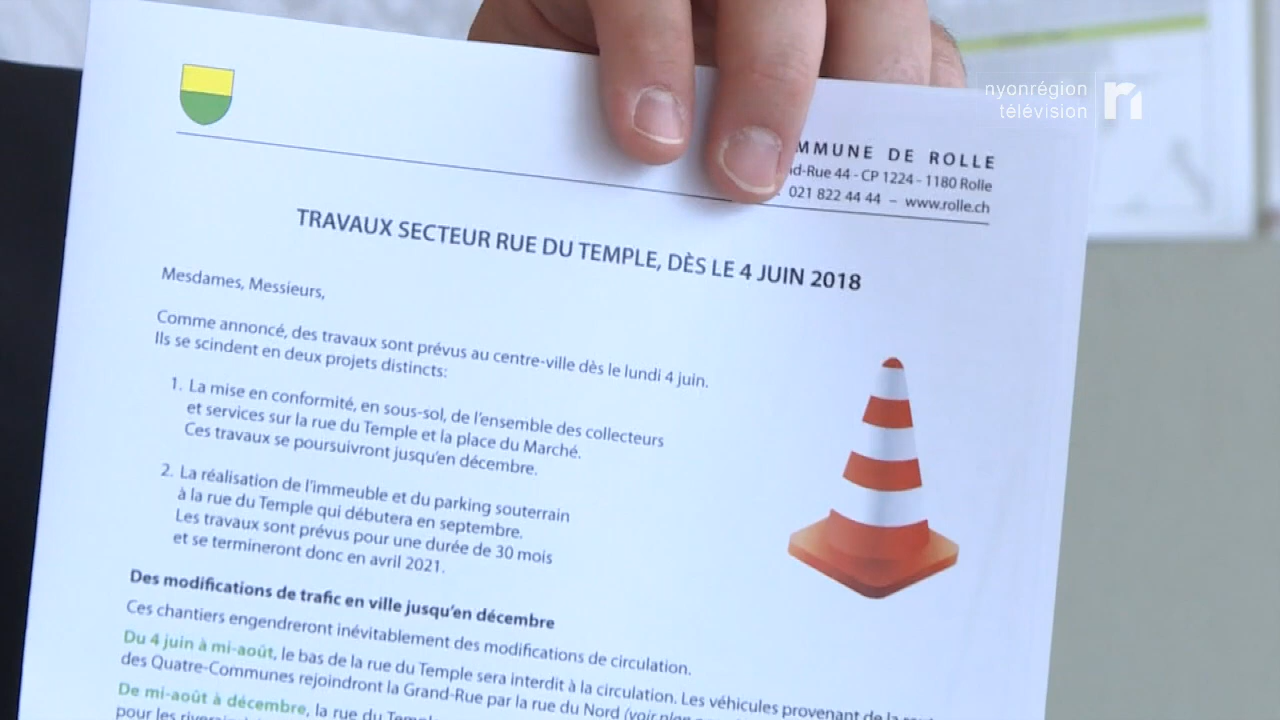 nyonrégion
télévision
MMUNE DE ROLLE
d-Rue 44 - CP 1224 - 1180 Rolle
021 822 44 44 – www.rolle.ch
TRAVAUX SECTEUR RUE DU TEMPLE, DÈS LE 4 JUIN 2018
Mesdames, Messieurs,
Comme annoncé, des travaux sont prévus au centre-ville dès le lundi 4 juin.
Ils se scindent en deux projets distincts:
1. La mise en conformité, en sous-sol, de l'ensemble des collecteurs
et services sur la rue du Temple et la place du Marché.
Ces travaux se poursuivront jusqu'en décembre.
2. La réalisation de l'immeuble et du parking souterrain
à la rue du Temple qui débutera en septembre.
Les travaux sont prévus pour une durée de 30 mois
et se termineront donc en avril 2021.
Des modifications de trafic en ville jusqu'en décembre
Ces chantiers engendreront inévitablement des modifications de circulation.
Du 4 juin à mi-août, le bas de la rue du Temple sera interdit à la circulation. Les véhicules provenant de la
des Quatre-Communes rejoindront la Grand-Rue par la rue du Nord (voir plan
De mi-août à décembre, la rue du
pour les